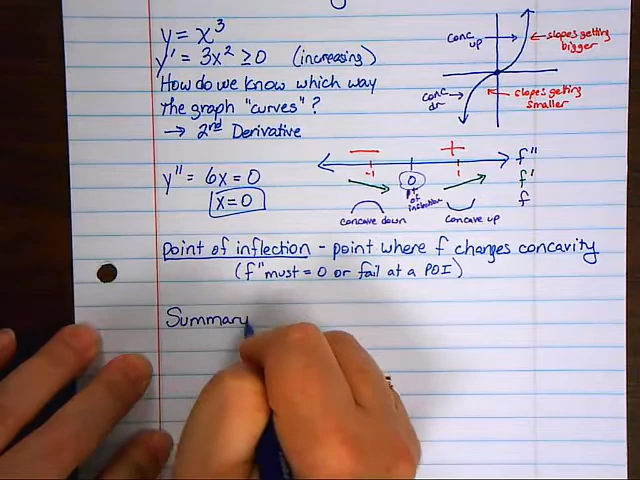 y = x³
y' = 3x² ≥ 0 (increasing)
How do we know which way
the graph "curves"?
→ 2nd Derivative
conc up
slopes getting bigger
conc dn
slopes getting smaller
y" = 6x = 0
x = 0
— +
-1 0 1
f"
f'
f
pt. of inflection
concave down
concave up
point of inflection - point where f changes concavity
(f" must = 0 or fail at a POI)
Summary